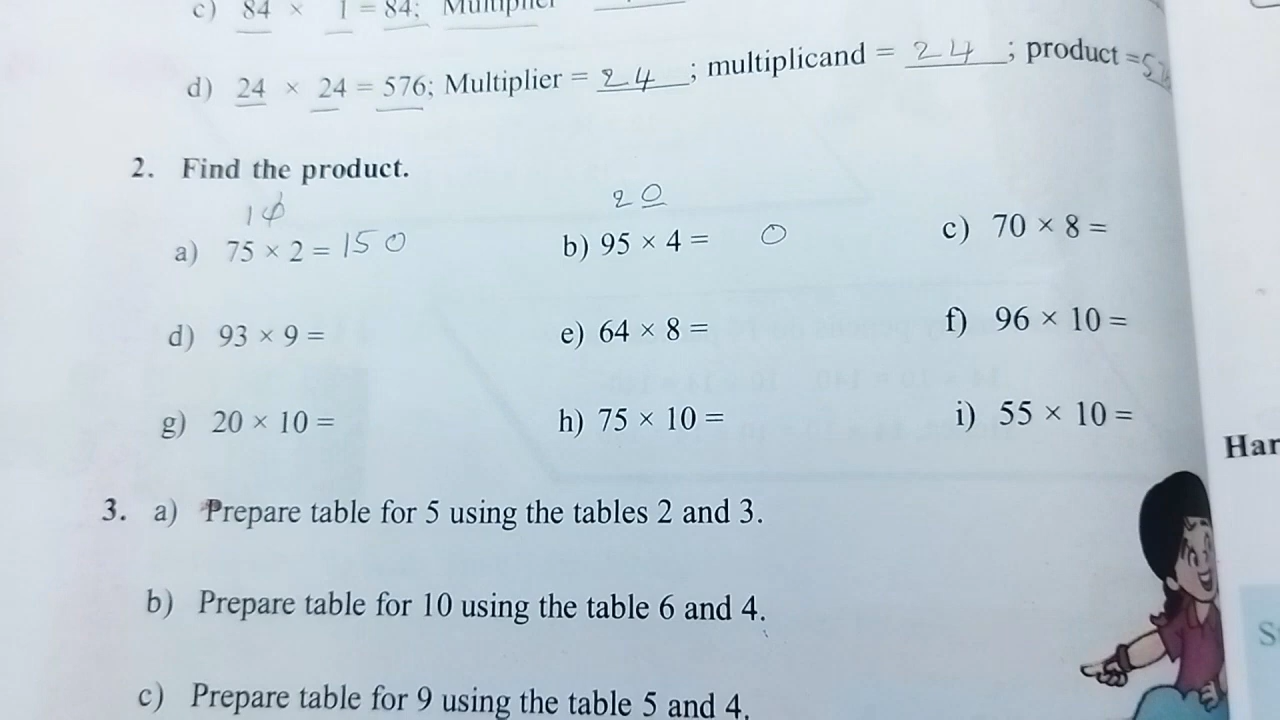 c) 84 × 1 = 84; Multiplier
d) 24 × 24 = 576; Multiplier = 24 ; multiplicand = 24 ; product =
2. Find the product.
20
a) 75 × 2 = 150 b) 95 × 4 = 0 c) 70 × 8 =
d) 93 × 9 = e) 64 × 8 = f) 96 × 10 =
g) 20 × 10 = h) 75 × 10 = i) 55 × 10 =
Har
3. a) Prepare table for 5 using the tables 2 and 3.
b) Prepare table for 10 using the table 6 and 4.
S
c) Prepare table for 9 using the table 5 and 4.